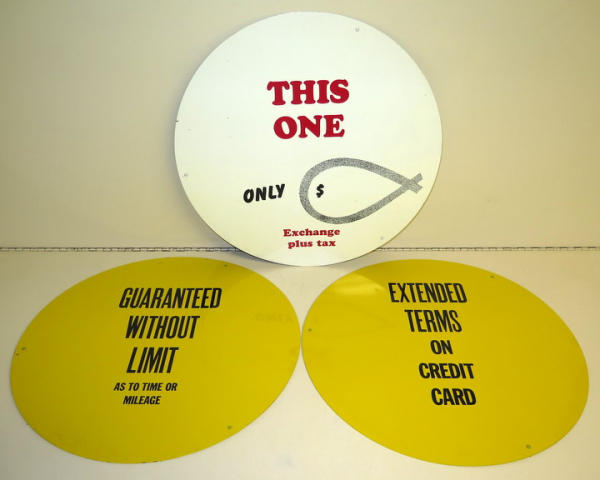 THIS
ONE
ONLY $
Exchange
plus tax
GUARANTEED
WITHOUT
LIMIT
AS TO TIME OR
MILEAGE
EXTENDED
TERMS
ON
CREDIT
CARD